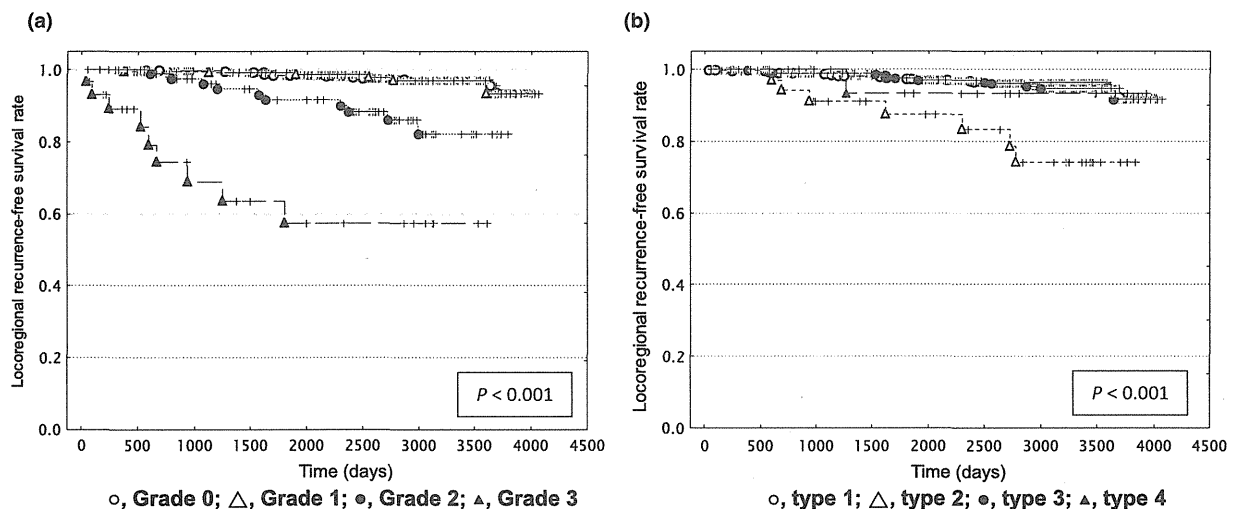 (a)
Locoregional recurrence-free survival rate
1.0
0.8
0.6
0.4
0.2
0.0
P < 0.001
0 500 1000 1500 2000 2500 3000 3500 4000 4500
Time (days)
○, Grade 0; △, Grade 1; ●, Grade 2; ▲, Grade 3
(b)
Locoregional recurrence-free survival rate
1.0
0.8
0.6
0.4
0.2
0.0
P < 0.001
0 500 1000 1500 2000 2500 3000 3500 4000 4500
Time (days)
○, type 1; △, type 2; ●, type 3; ▲, type 4